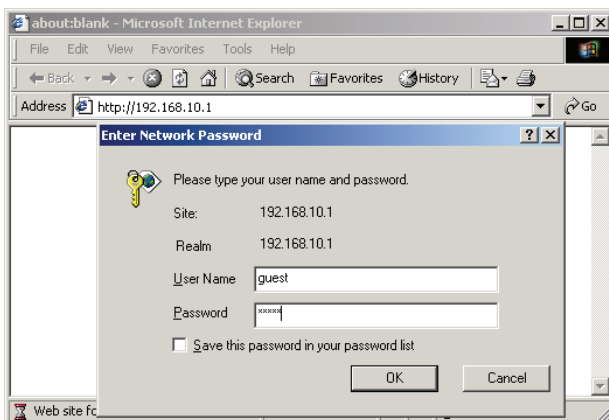 about:blank - Microsoft Internet Explorer
File Edit View Favorites Tools Help
Back Search Favorites History
Address http://192.168.10.1 Go
Enter Network Password
Please type your user name and password.
Site: 192.168.10.1
Realm 192.168.10.1
User Name guest
Password xxxxx
Save this password in your password list
OK Cancel
Web site fo